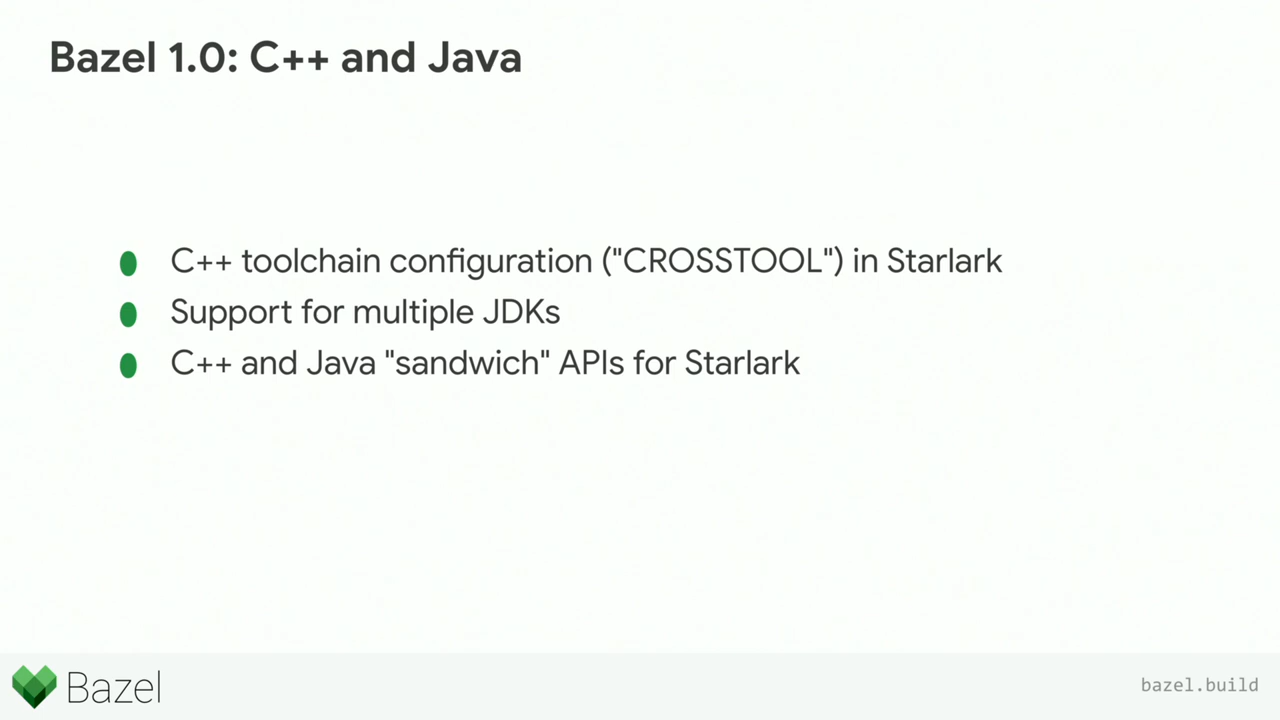 Bazel 1.0: C++ and Java
C++ toolchain configuration ("CROSSTOOL") in Starlark
Support for multiple JDKs
C++ and Java "sandwich" APIs for Starlark
Bazel
bazel.build